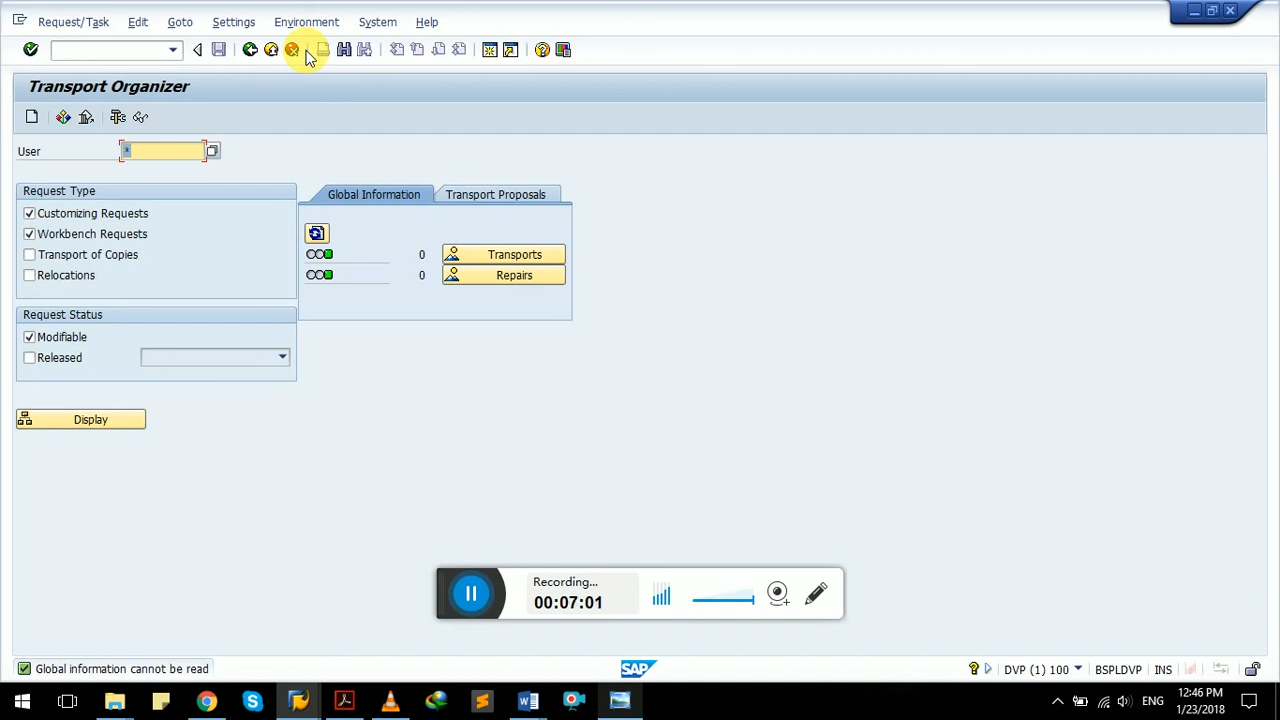 Request/Task Edit Goto Settings Environment System Help
Transport Organizer
User *
Request Type
Customizing Requests
Workbench Requests
Transport of Copies
Relocations
Global Information Transport Proposals
0 Transports
0 Repairs
Request Status
Modifiable
Released
Display
Recording...
00:07:01
Global information cannot be read
SAP
DVP (1) 100 BSPLDVP INS
ENG
12:46 PM
1/23/2018